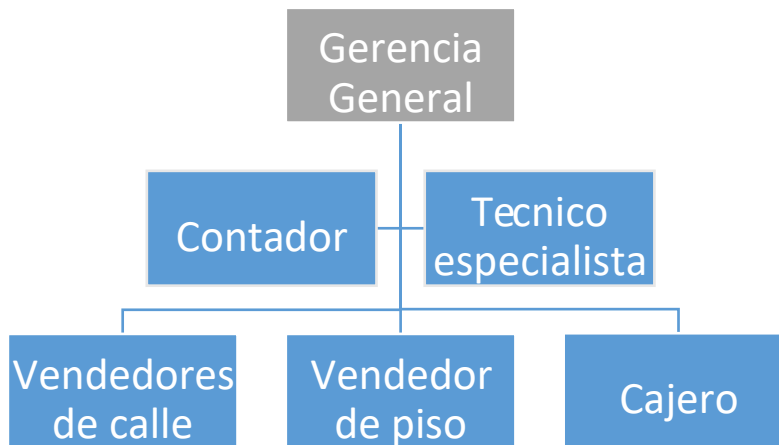 Gerencia
General
Contador
Tecnico
especialista
Vendedores
de calle
Vendedor
de piso
Cajero